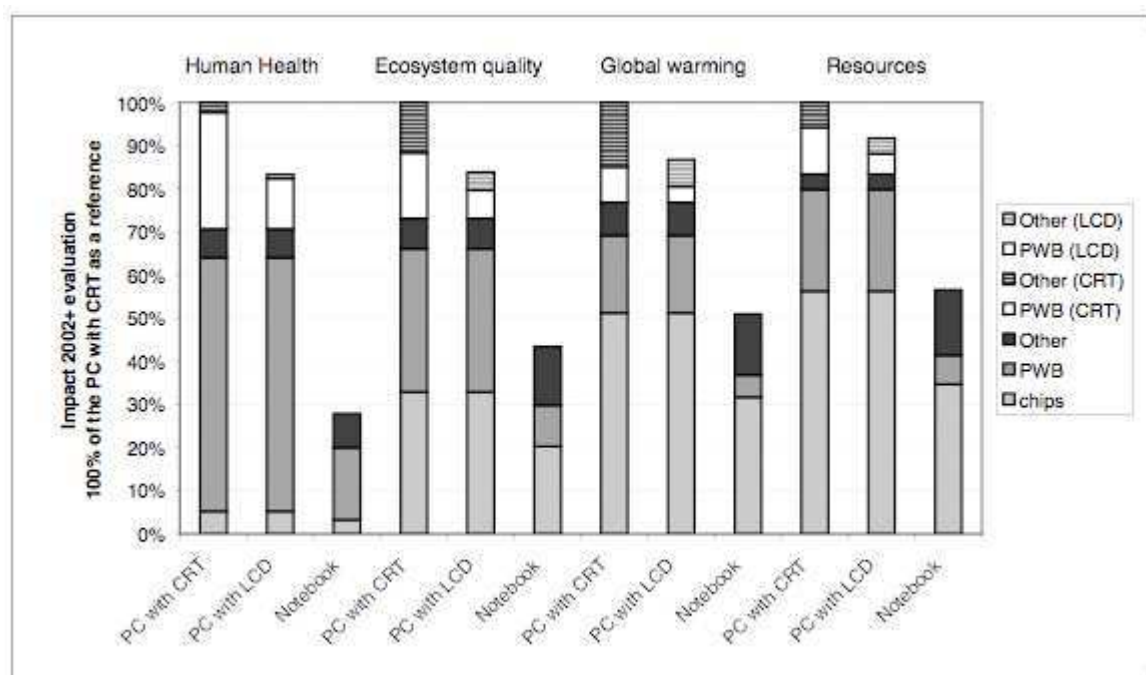 Human Health Ecosystem quality Global warming Resources
Impact 2002+ evaluation
100% of the PC with CRT as a reference
100%
90%
80%
70%
60%
50%
40%
30%
20%
10%
0%
PC with CRT
PC with LCD
Notebook
PC with CRT
PC with LCD
Notebook
PC with CRT
PC with LCD
Notebook
PC with CRT
PC with LCD
Notebook
Other (LCD)
PWB (LCD)
Other (CRT)
PWB (CRT)
Other
PWB
chips